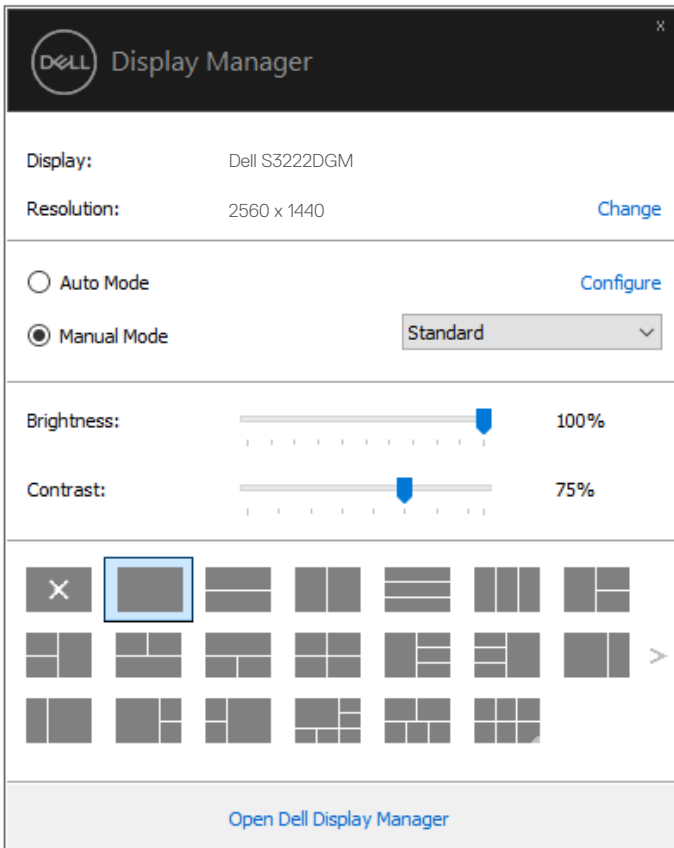 x
DELL Display Manager
Display: Dell S3222DGM
Resolution: 2560 x 1440 Change
Auto Mode Configure
Manual Mode Standard
Brightness: 100%
Contrast: 75%
Open Dell Display Manager